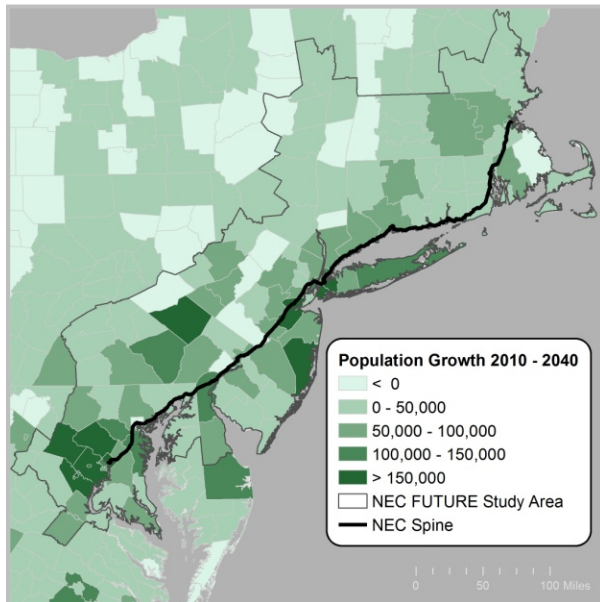 Population Growth 2010 - 2040
< 0
0 - 50,000
50,000 - 100,000
100,000 - 150,000
> 150,000
NEC FUTURE Study Area
NEC Spine
0 50 100 Miles